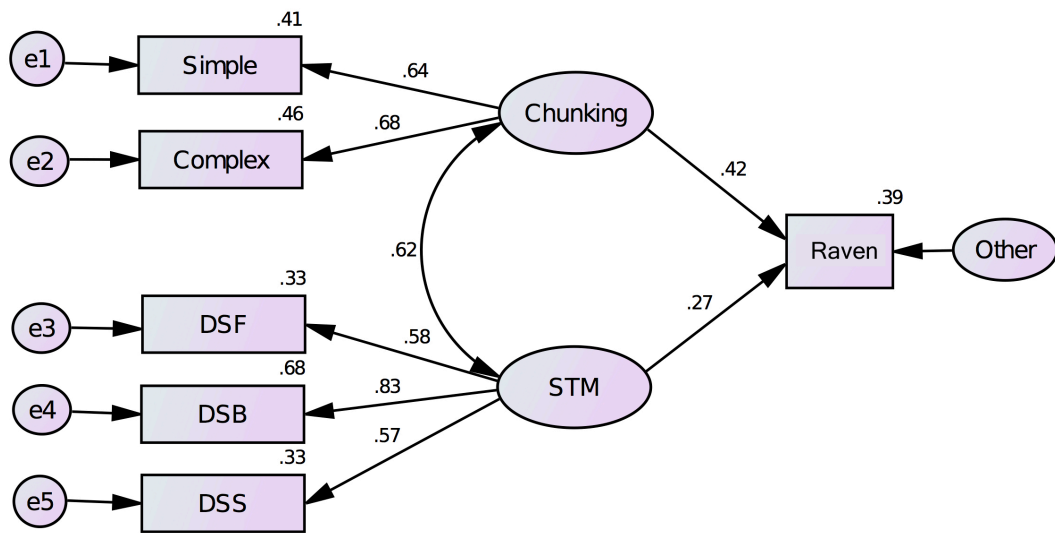 .41
e1
Simple
.64
Chunking
.46
e2
Complex
.68
.42
.39
Raven
Other
.62
.33
e3
DSF
.58
.27
.68
e4
DSB
.83
STM
.57
.33
e5
DSS